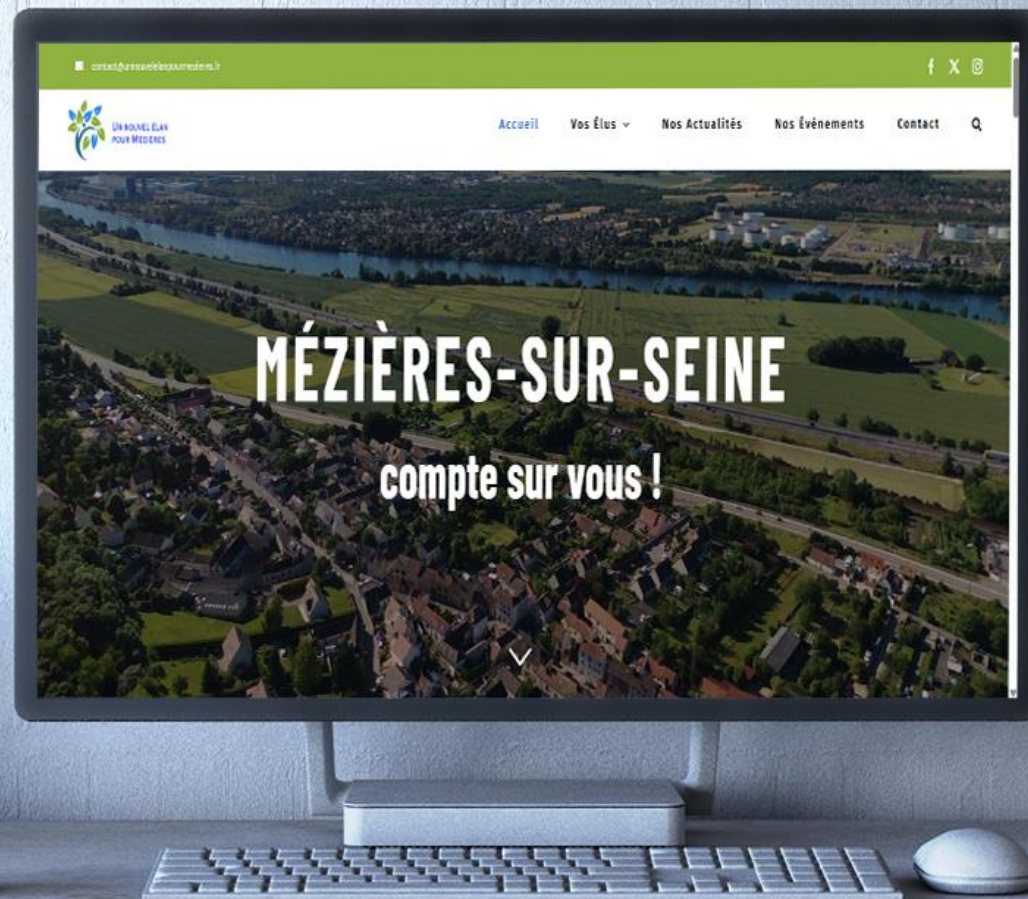 contact@unnouvelelanpourmezieres.fr
Un nouvel élan
pour Mézières
Accueil
Vos Élus
Nos Actualités
Nos Événements
Contact
MÉZIÈRES-SUR-SEINE
compte sur vous !